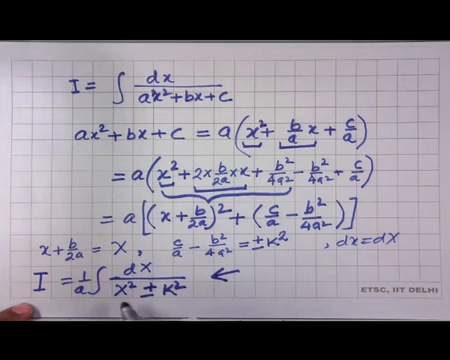 I = ∫ dx / (ax²+bx+c)
ax²+bx+c = a(x²+ b/a x + c/a)
= a(x²+2×b/2a×x + b²/4a² − b²/4a² + c/a)
= a[(x+b/2a)²+(c/a − b²/4a²)]
x+b/2a = X, c/a − b²/4a² = ±K², dx=dX
I = 1/a ∫ dX / (X² ± K²) ←
ETSC, IIT DELHI